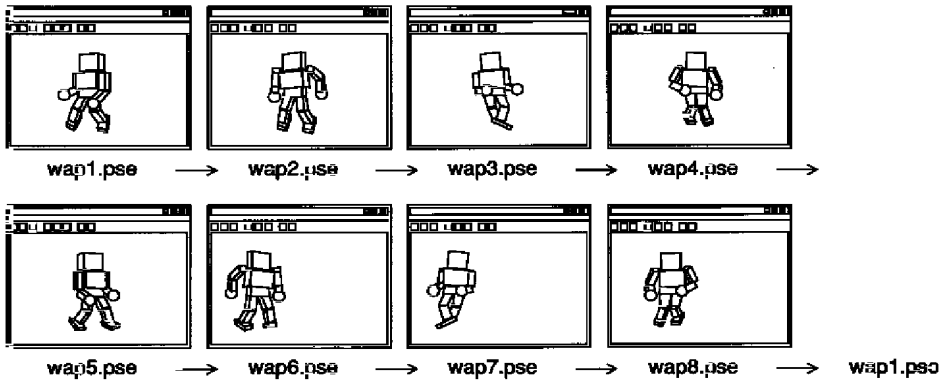 wap1.pse → wap2.pse → wap3.pse → wap4.pse →
wap5.pse → wap6.pse → wap7.pse → wap8.pse → wap1.pse